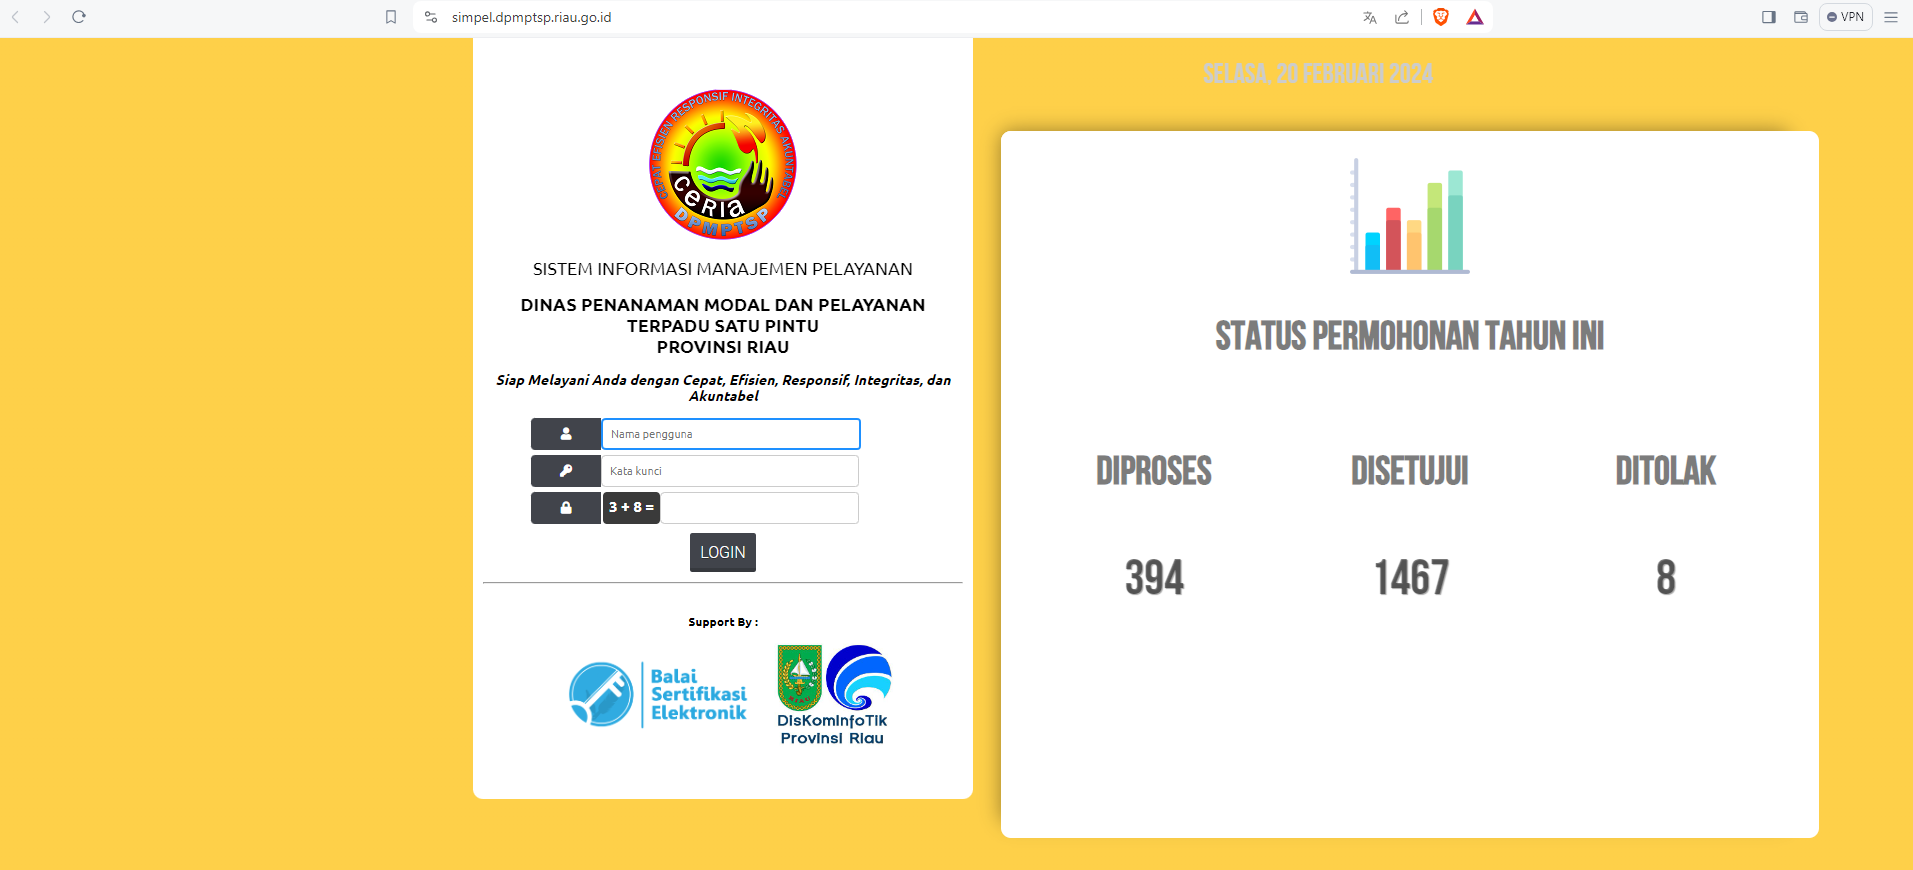 simpel.dpmptsp.riau.go.id
VPN
CEPAT EFISIEN RESPONSIF INTEGRITAS AKUNTABEL
CERIA
DPMPTSP
SISTEM INFORMASI MANAJEMEN PELAYANAN
DINAS PENANAMAN MODAL DAN PELAYANAN
TERPADU SATU PINTU
PROVINSI RIAU
Siap Melayani Anda dengan Cepat, Efisien, Responsif, Integritas, dan
Akuntabel
Nama pengguna
Kata kunci
3 + 8 =
LOGIN
Support By :
Balai
Sertifikasi
Elektronik
RIAU
DisKominfoTik
Provinsi Riau
SELASA, 20 FEBRUARI 2024
STATUS PERMOHONAN TAHUN INI
DIPROSES DISETUJUI DITOLAK
394 1467 8